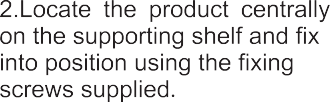 2.Locate the product centrally
on the supporting shelf and fix
into position using the fixing
screws supplied.